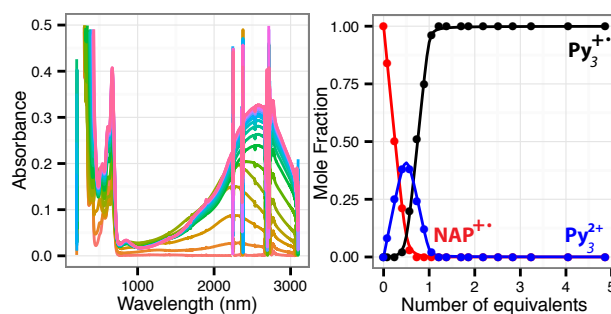 0.5
0.4
0.3
0.2
0.1
0.0
Absorbance
1000 2000 3000
Wavelength (nm)
1.00
0.75
0.50
0.25
0.00
Mole Fraction
Py₃⁺·
NAP⁺·
Py₃²⁺
0 1 2 3 4 5
Number of equivalents